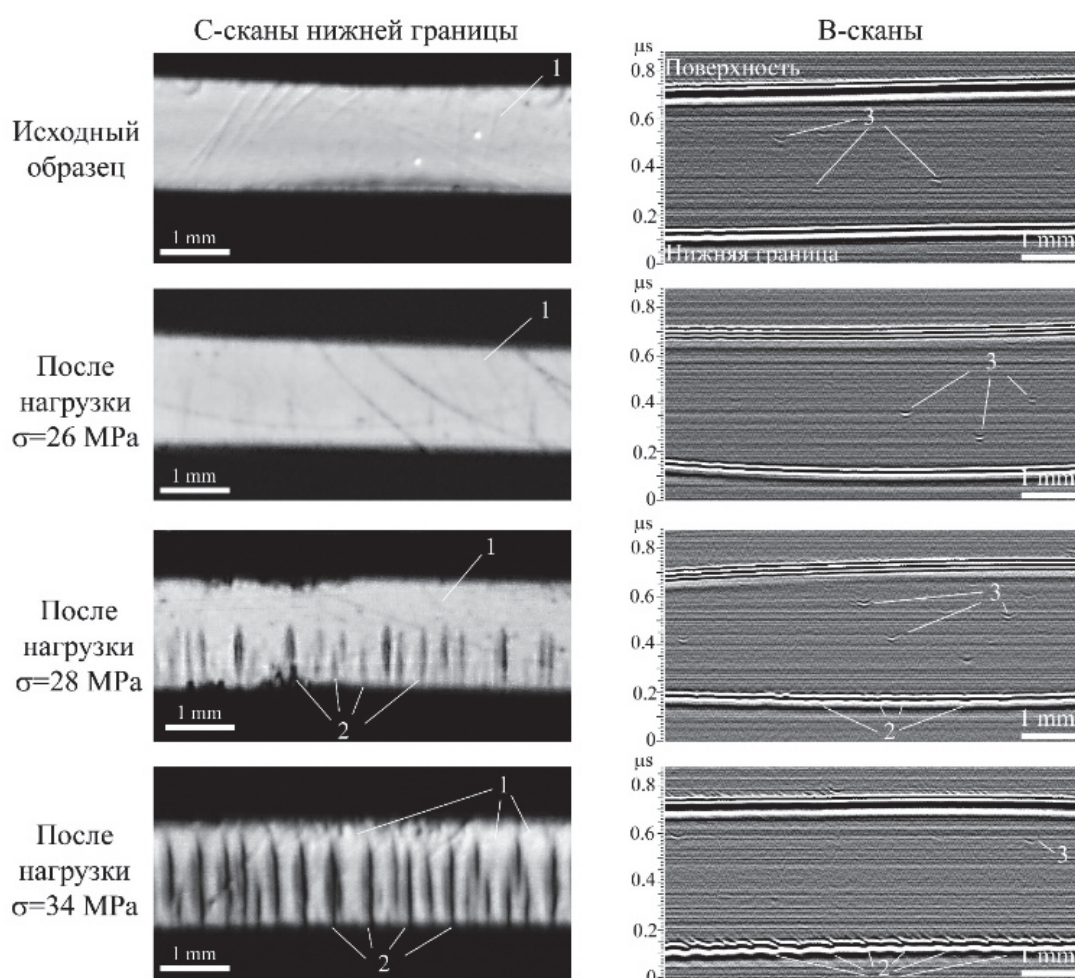 С-сканы нижней границы
В-сканы
Исходный
образец
1
1 mm
μs
0.8
0.6
0.4
0.2
0
Поверхность
3
Нижняя граница
1 mm
После
нагрузки
σ=26 MPa
1
1 mm
μs
0.8
0.6
0.4
0.2
0
3
1 mm
После
нагрузки
σ=28 MPa
1
2
1 mm
μs
0.8
0.6
0.4
0.2
0
3
2
1 mm
После
нагрузки
σ=34 MPa
1
2
1 mm
μs
0.8
0.6
0.4
0.2
0
3
2
1 mm